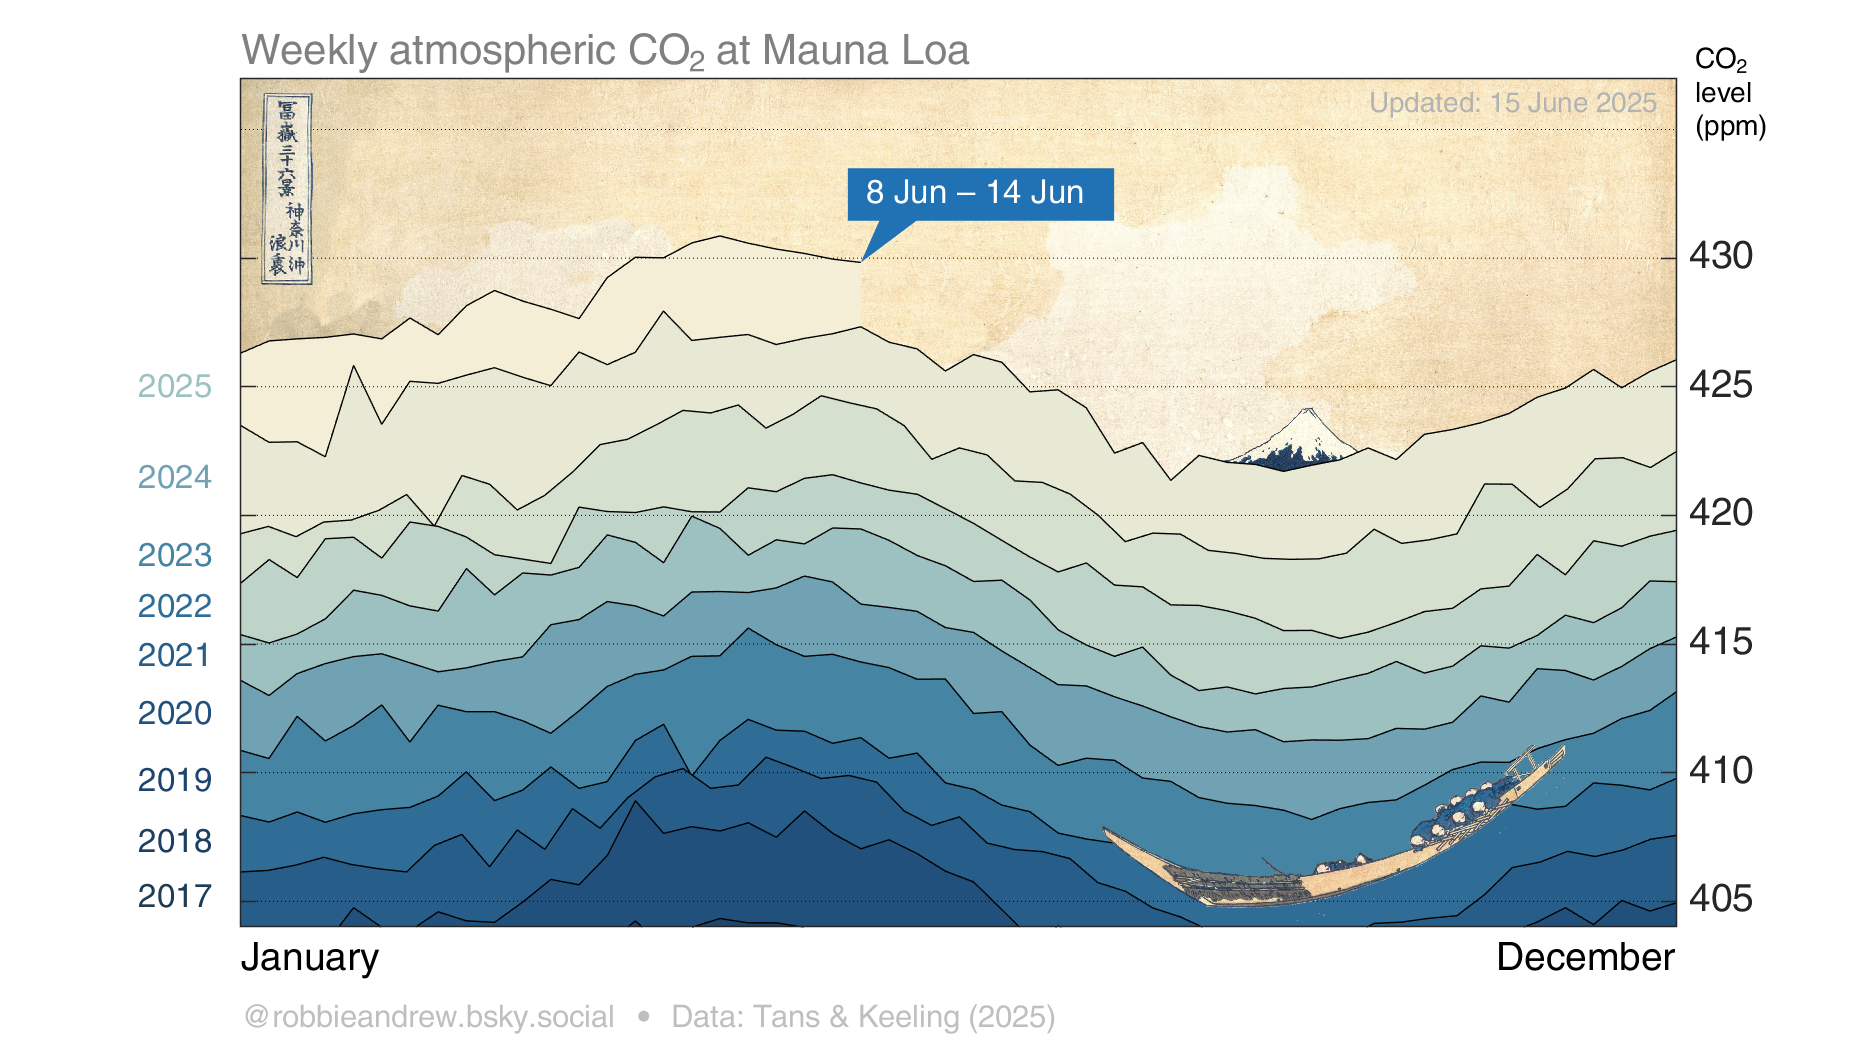 Weekly atmospheric CO₂ at Mauna Loa
CO₂
level
(ppm)
Updated: 15 June 2025
冨嶽三十六景
神奈川沖
浪裏
8 Jun – 14 Jun
430
425
420
415
410
405
2025
2024
2023
2022
2021
2020
2019
2018
2017
January
December
@robbieandrew.bsky.social • Data: Tans & Keeling (2025)